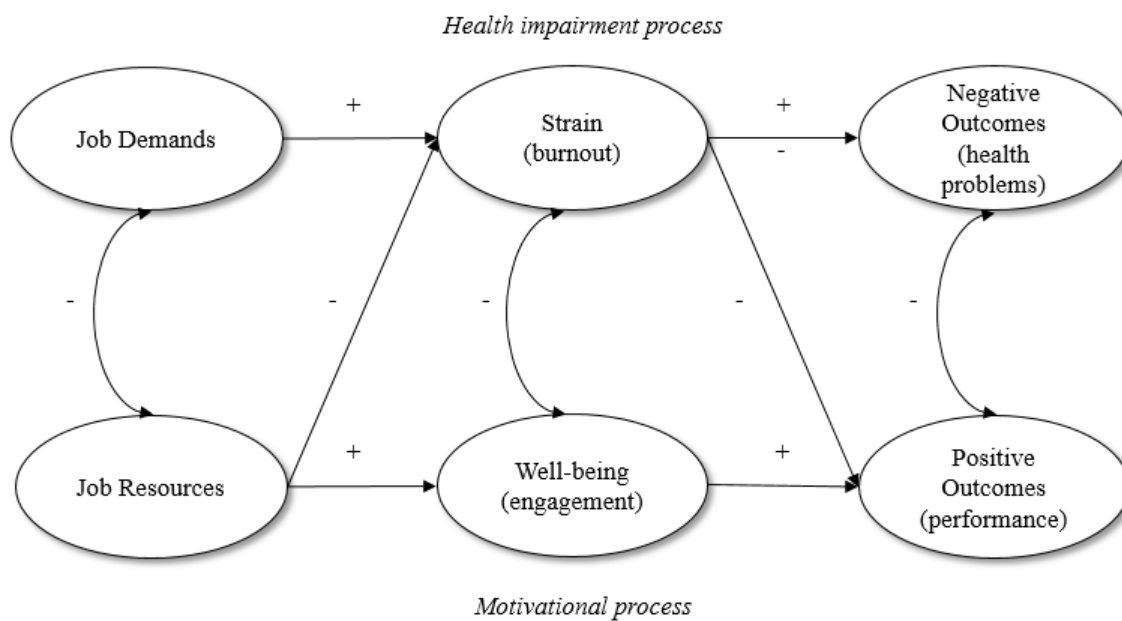 Health impairment process
+
+
Job Demands
Strain
(burnout)
Negative
Outcomes
(health
problems)
-
-
-
-
-
-
+
+
Job Resources
Well-being
(engagement)
Positive
Outcomes
(performance)
Motivational process